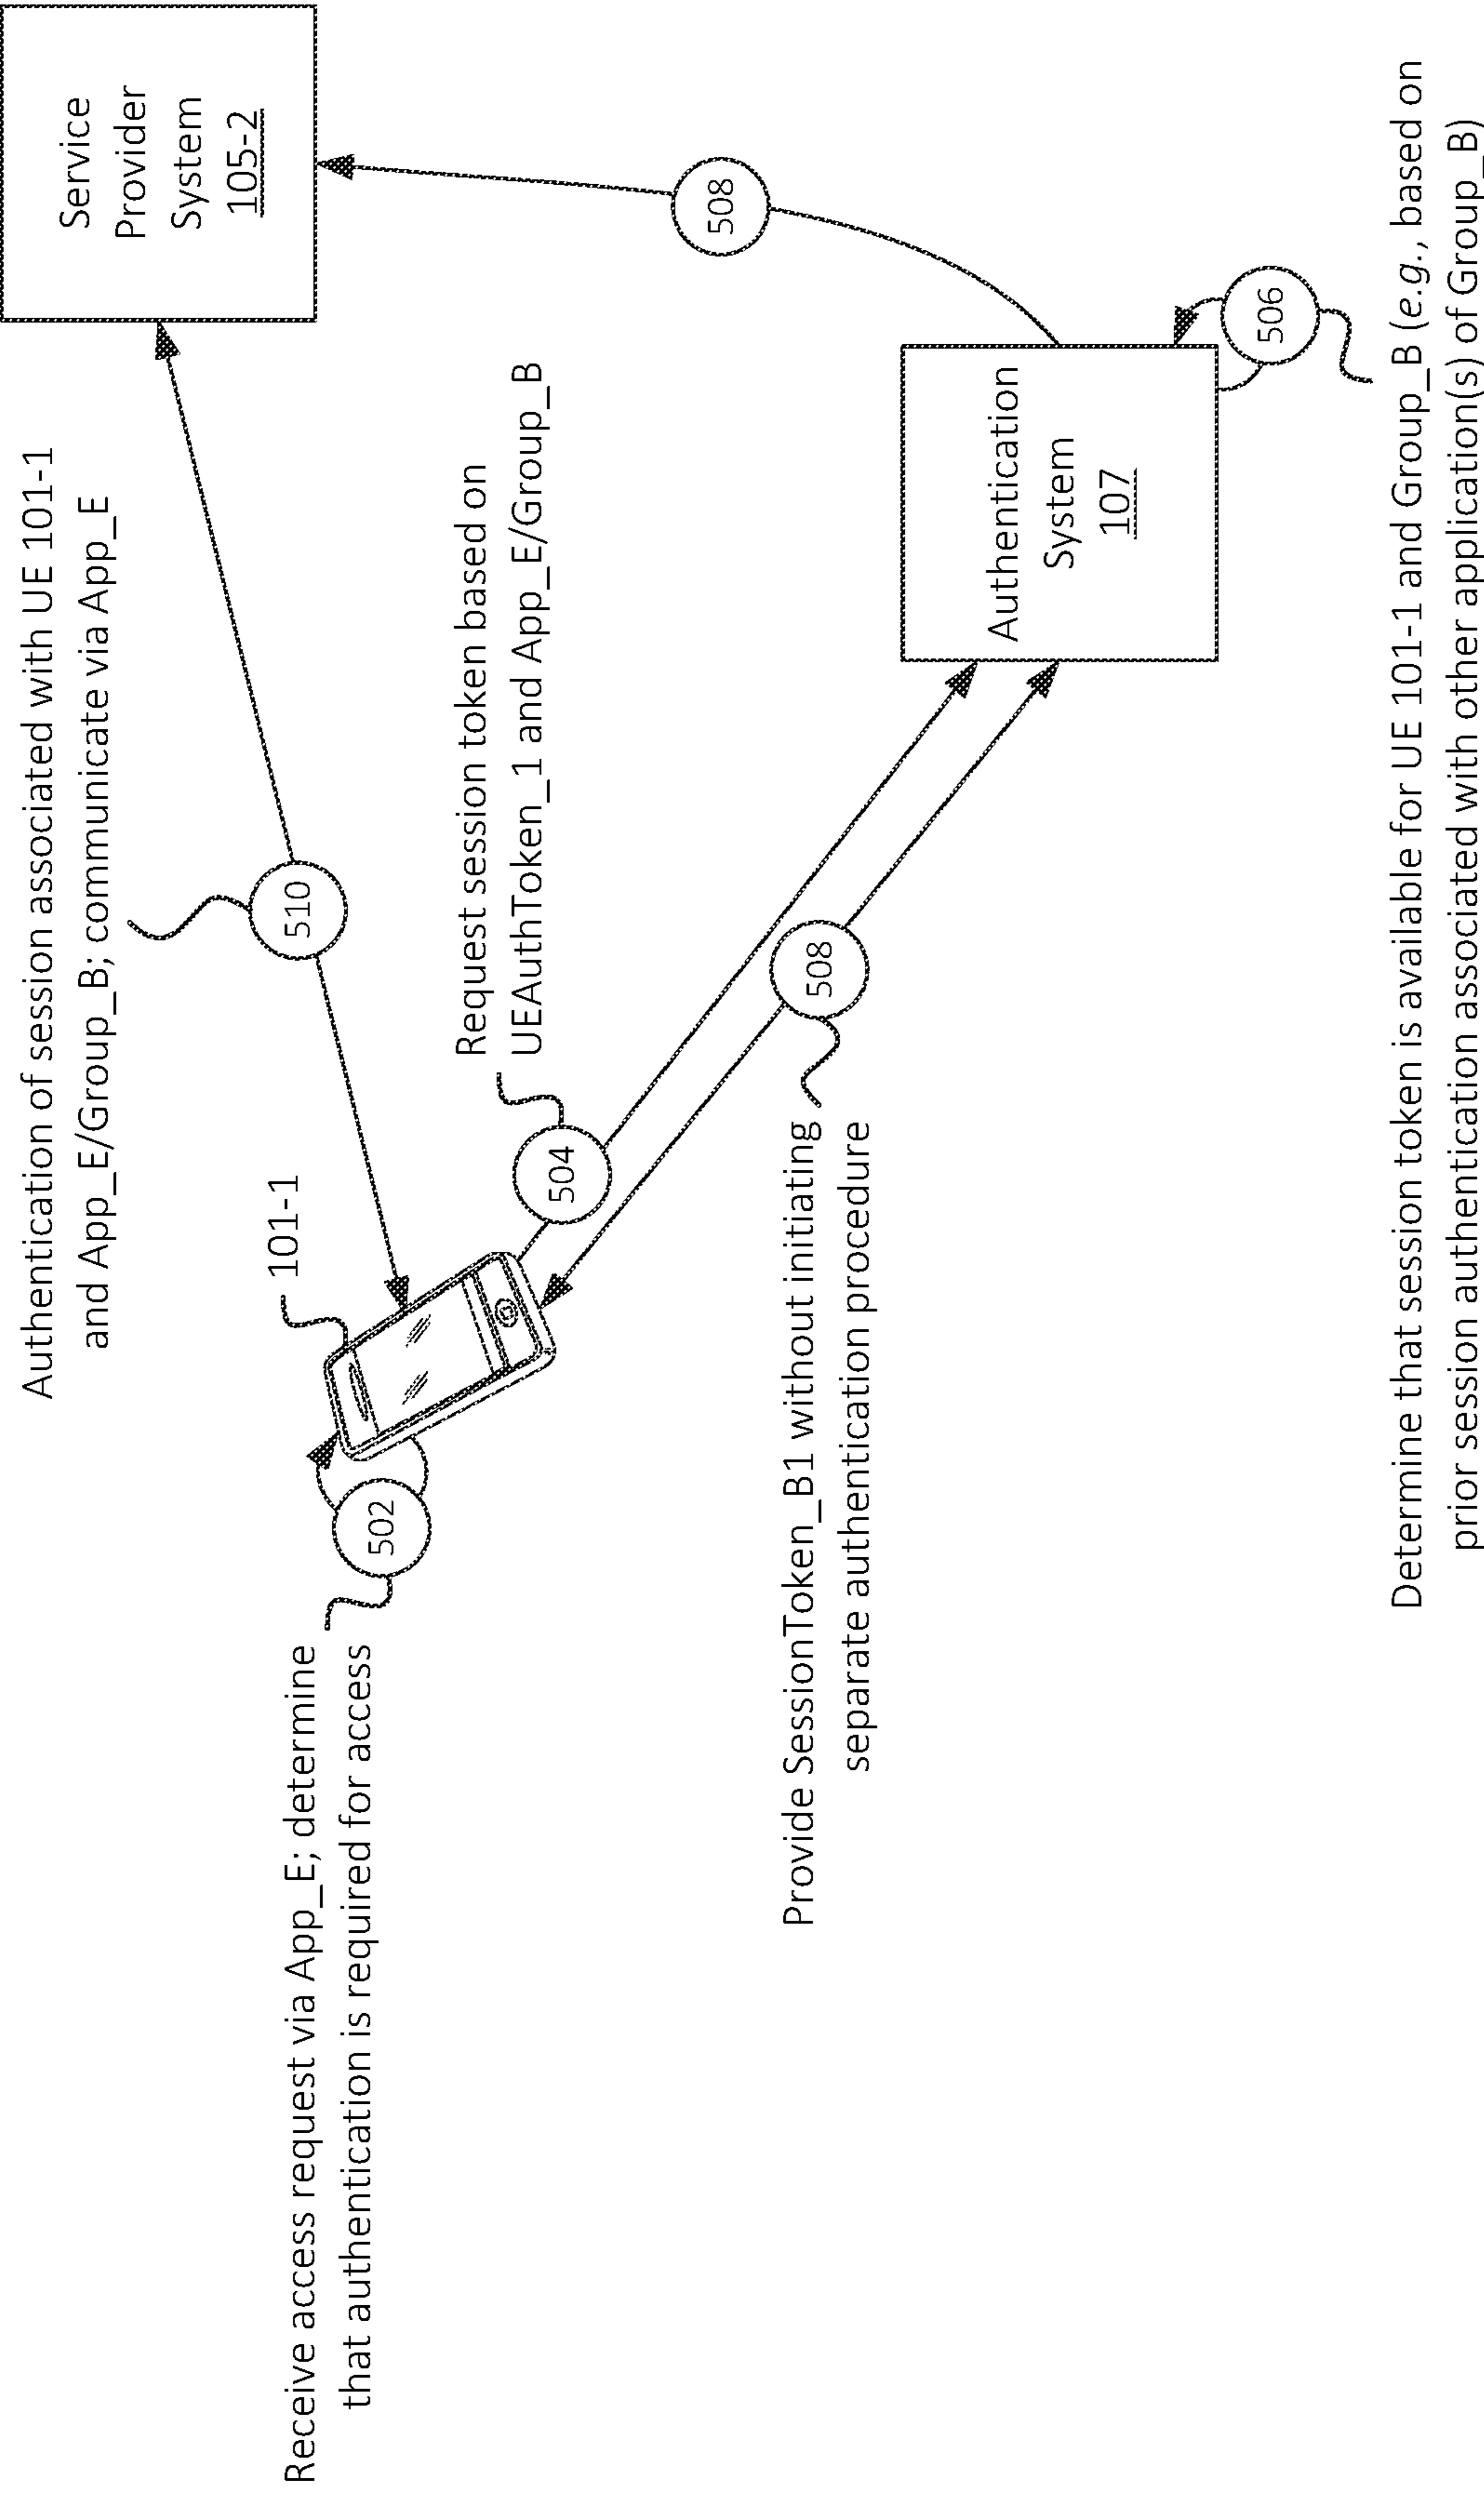 Authentication of session associated with UE 101-1
and App_E/Group_B; communicate via App_E
Service
Provider
System
105-2
510
101-1
Receive access request via App_E; determine
that authentication is required for access
502
Request session token based on
UEAuthToken_1 and App_E/Group_B
504
508
Provide SessionToken_B1 without initiating
separate authentication procedure
508
Authentication
System
107
506
Determine that session token is available for UE 101-1 and Group_B (e.g., based on
prior session authentication associated with other application(s) of Group_B)